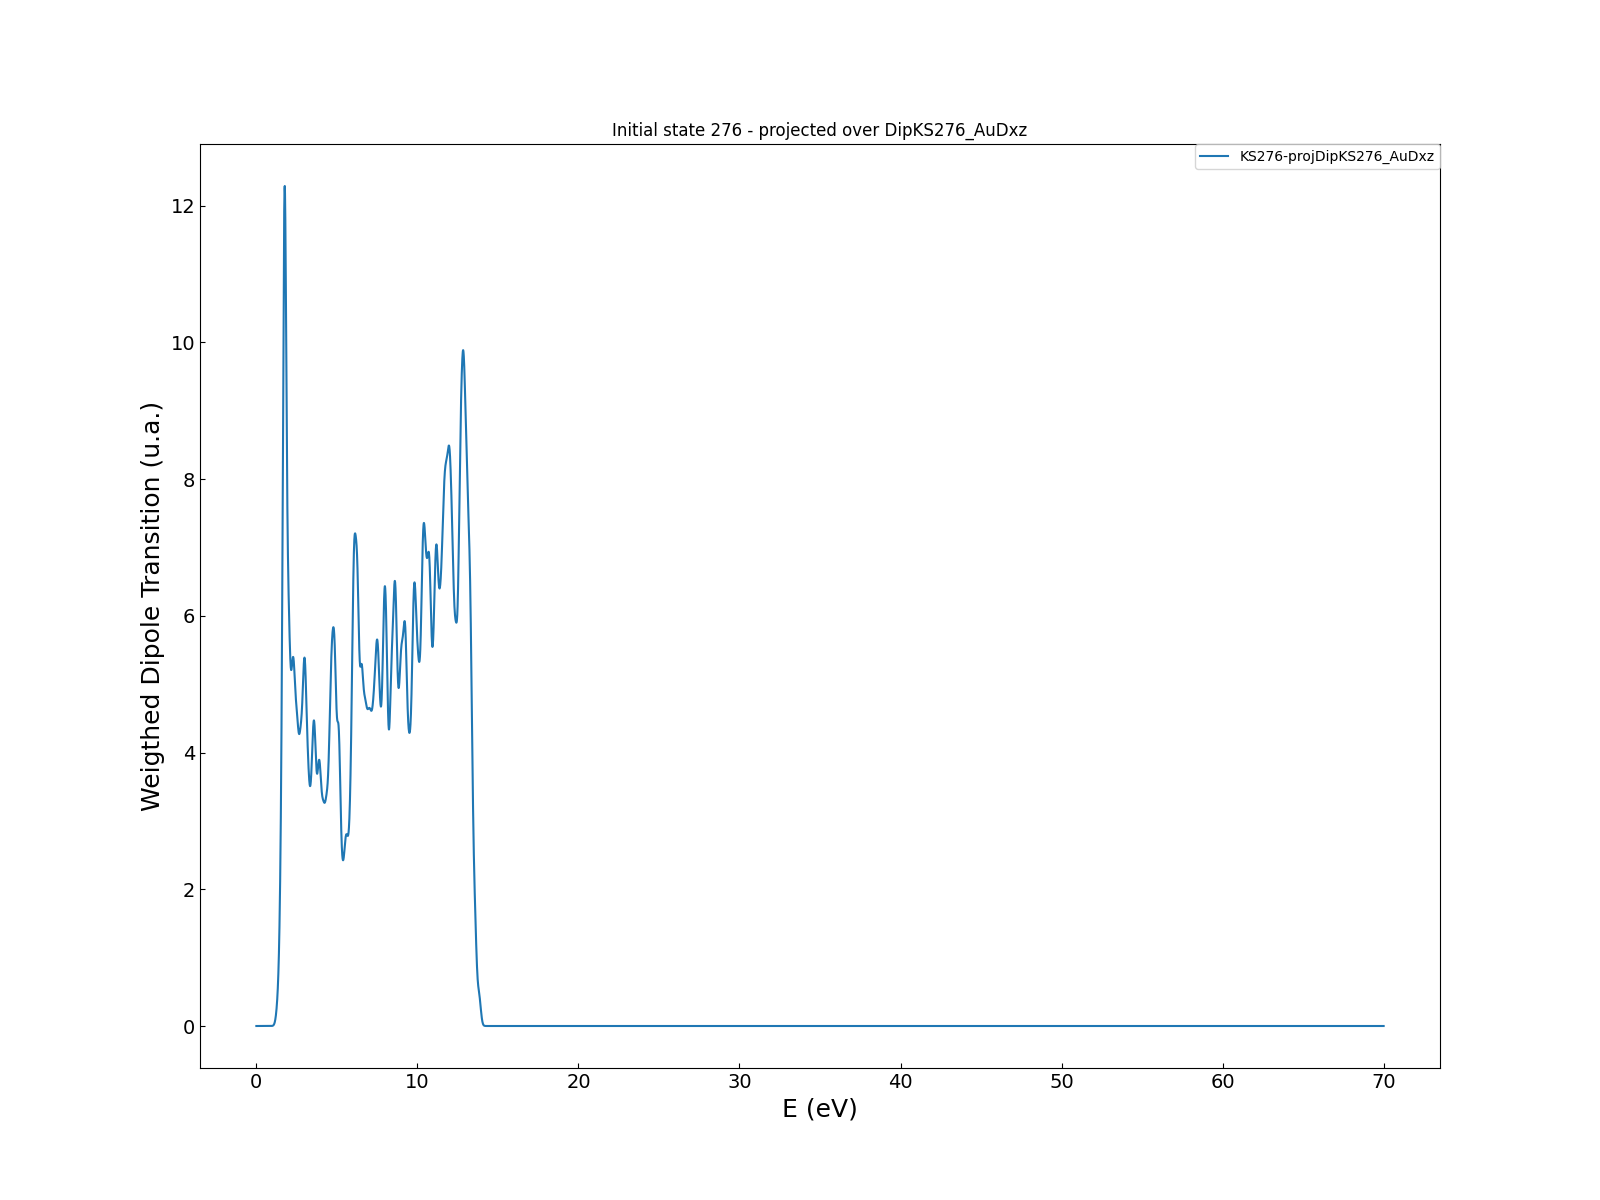 Initial state 276 - projected over DipKS276_AuDxz
KS276-projDipKS276_AuDxz
Weigthed Dipole Transition (u.a.)
12
10
8
6
4
2
0
0 10 20 30 40 50 60 70
E (eV)